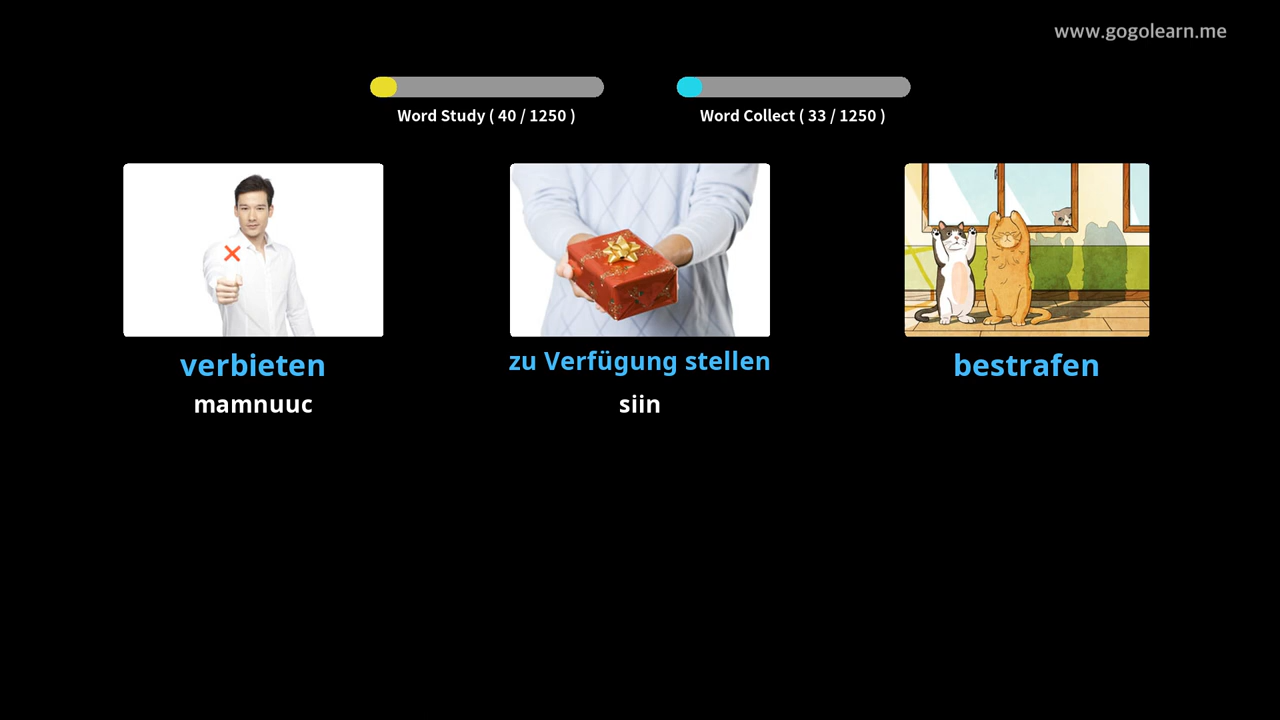 www.gogolearn.me
Word Study ( 40 / 1250 )
Word Collect ( 33 / 1250 )
verbieten
zu Verfügung stellen
bestrafen
mamnuuc
siin